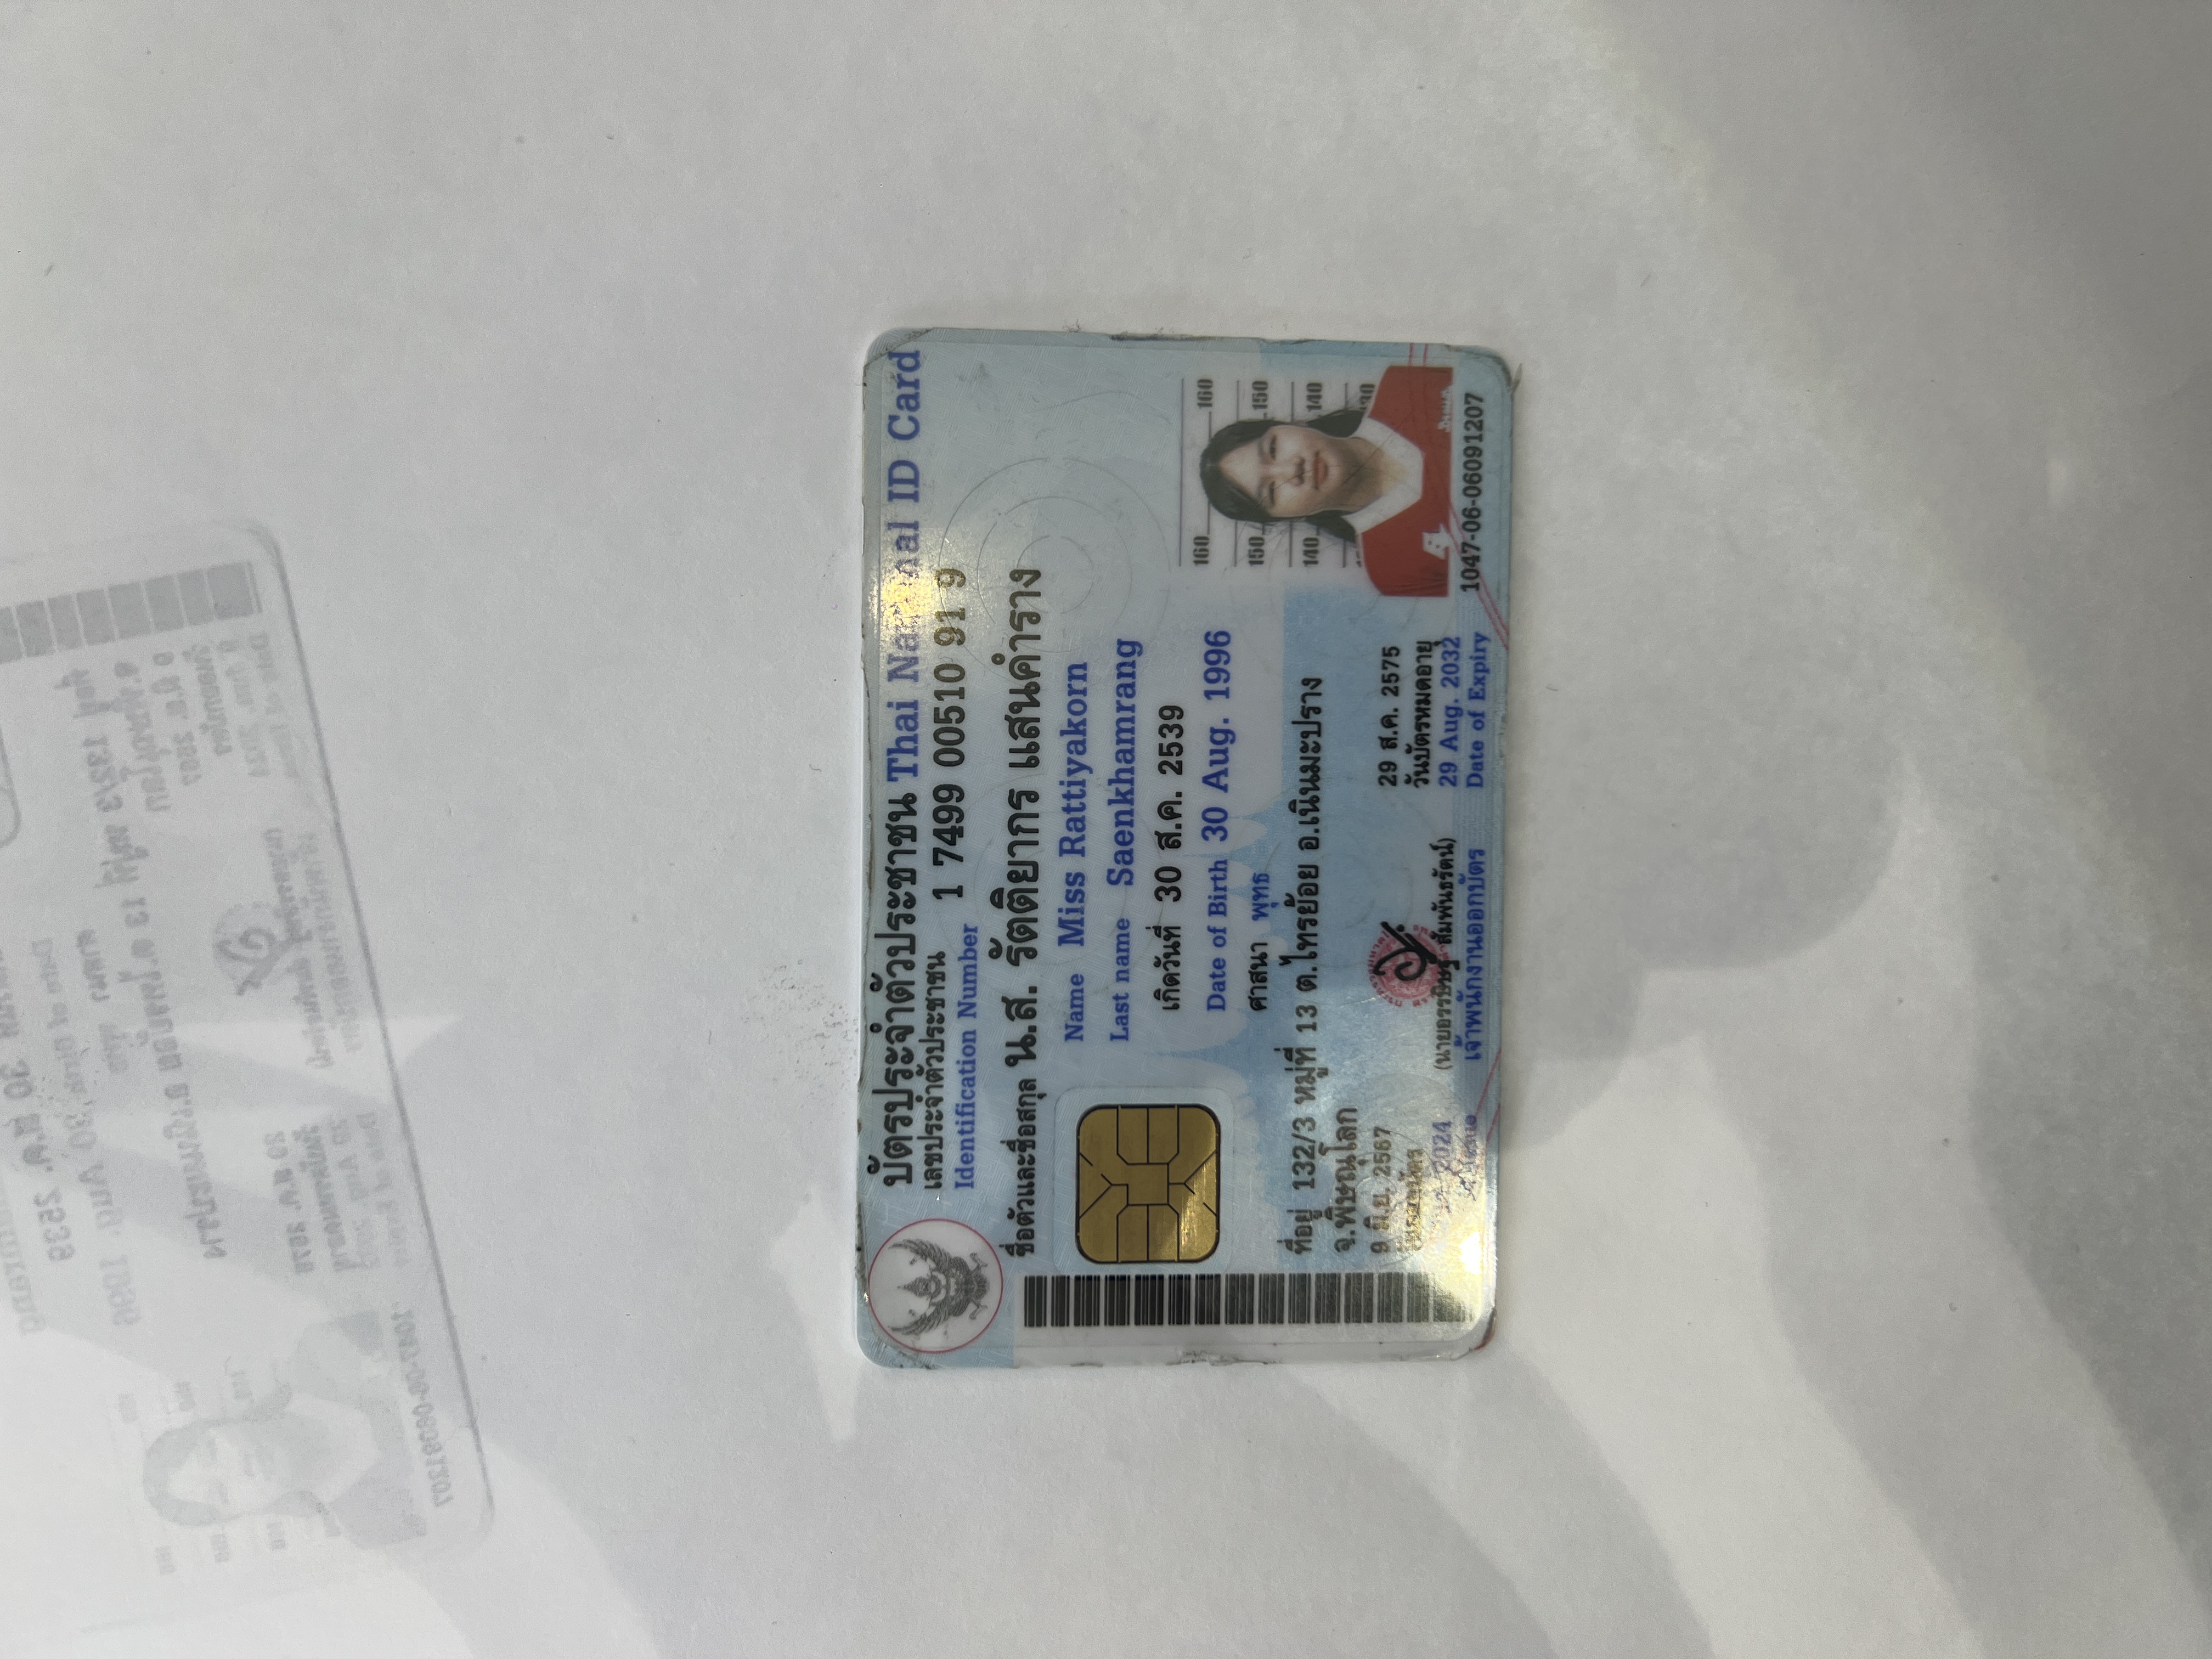 บัตรประจำตัวประชาชน Thai National ID Card
เลขประจำตัวประชาชน 1 7499 00510 91 9
Identification Number
ชื่อตัวและชื่อสกุล น.ส. รัตติยากร แสนคำราง
Name Miss Rattiyakorn
Last name Saenkhamrang
เกิดวันที่ 30 ส.ค. 2539
Date of Birth 30 Aug. 1996
ศาสนา พุทธ
ที่อยู่ 132/3 หมู่ที่ 13 ต.ไทรย้อย อ.เนินมะปราง
จ.พิษณุโลก
9 มิ.ย. 2567
2024
29 ส.ค. 2575
วันบัตรหมดอายุ
29 Aug. 2032
Date of Expiry
เจ้าพนักงานออกบัตร
160 160
150 150
140 140
1047-06-06091207